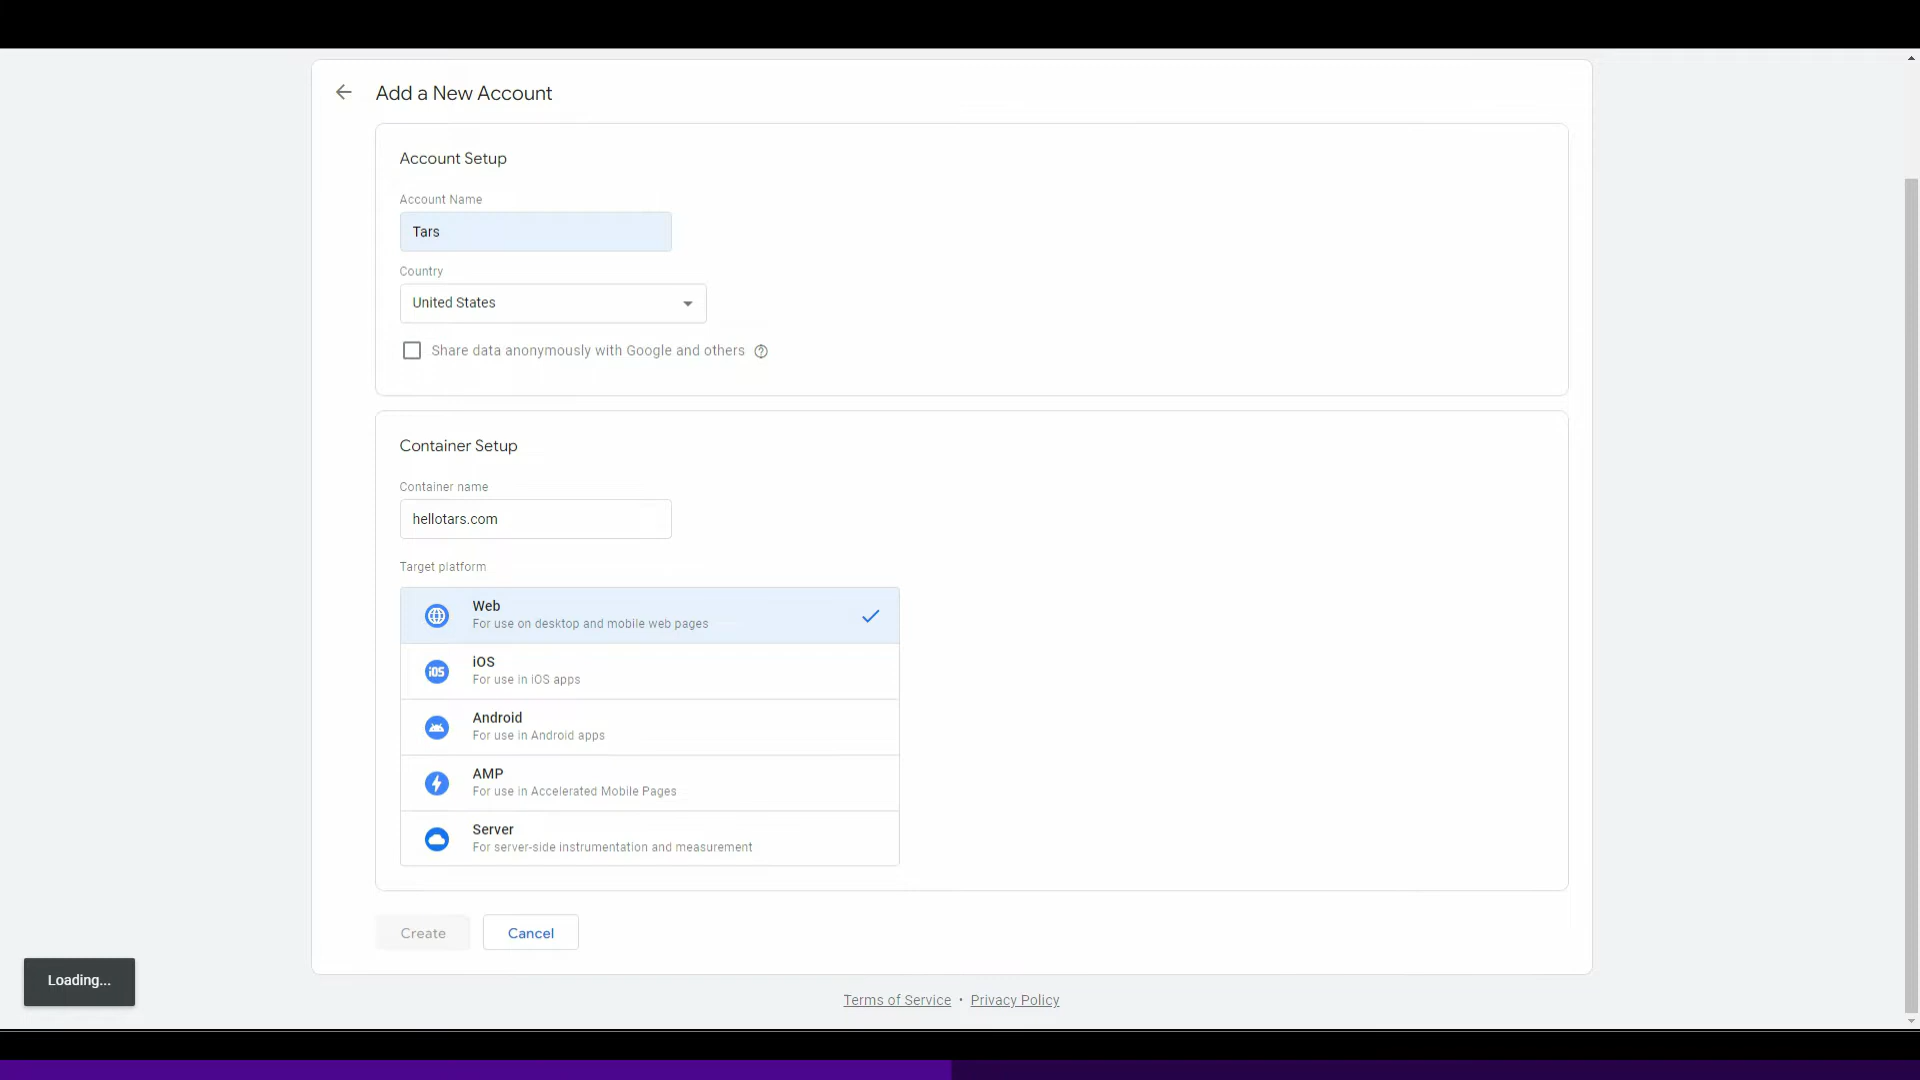 Add a New Account
Account Setup
Account Name
Tars
Country
United States
Share data anonymously with Google and others
Container Setup
Container name
hellotars.com
Target platform
Web
For use on desktop and mobile web pages
iOS
iOS
For use in iOS apps
Android
For use in Android apps
AMP
For use in Accelerated Mobile Pages
Server
For server-side instrumentation and measurement
Create Cancel
Loading...
Terms of Service • Privacy Policy